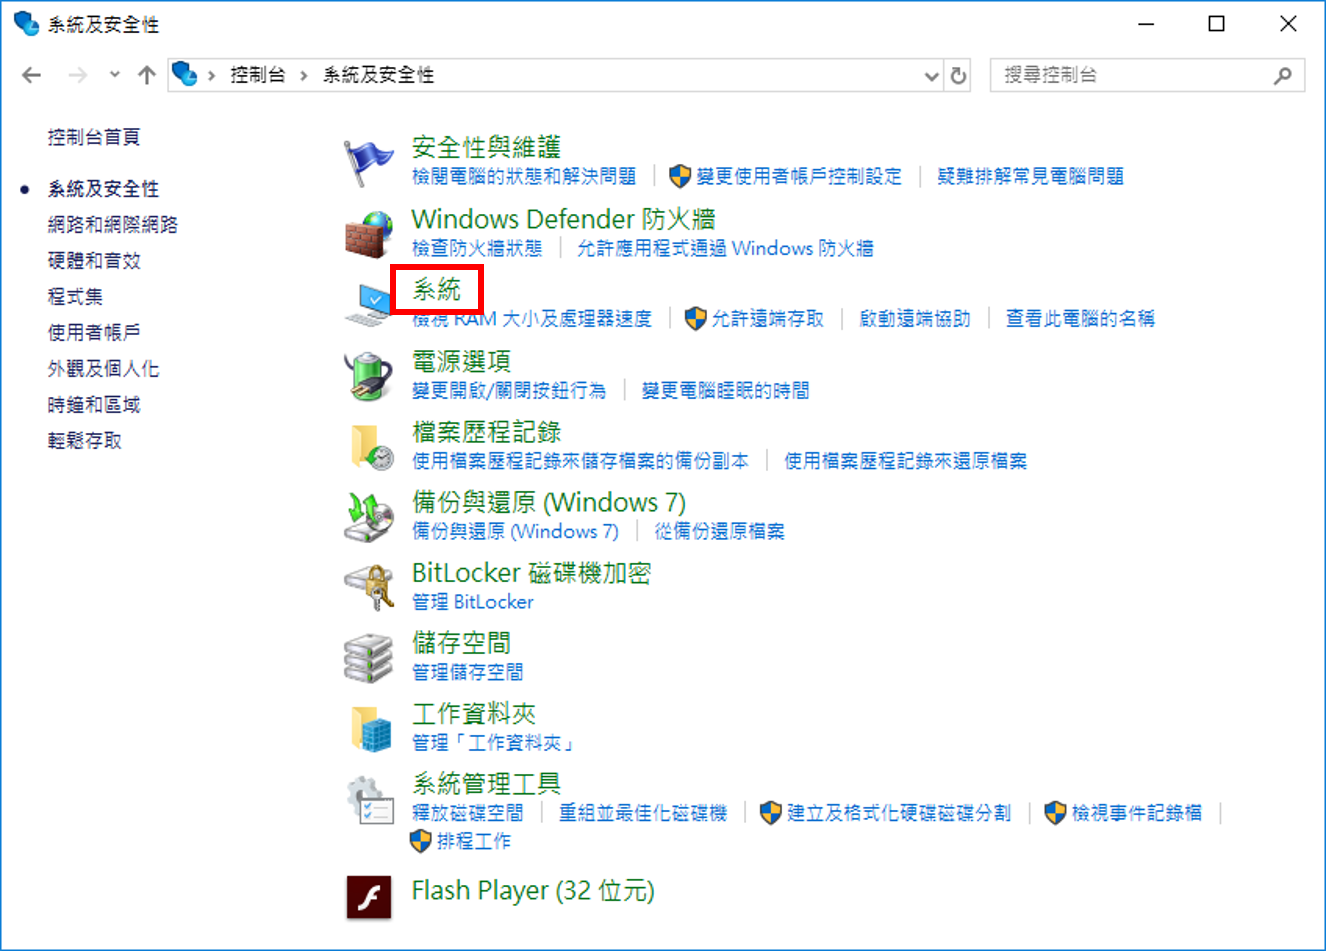 系統及安全性
控制台 › 系統及安全性
搜尋控制台
控制台首頁
系統及安全性
網路和網際網路
硬體和音效
程式集
使用者帳戶
外觀及個人化
時鐘和區域
輕鬆存取
安全性與維護
檢閱電腦的狀態和解決問題 | 變更使用者帳戶控制設定 | 疑難排解常見電腦問題
Windows Defender 防火牆
檢查防火牆狀態 | 允許應用程式通過 Windows 防火牆
系統
檢視 RAM 大小及處理器速度 | 允許遠端存取 | 啟動遠端協助 | 查看此電腦的名稱
電源選項
變更開啟/關閉按鈕行為 | 變更電腦睡眠的時間
檔案歷程記錄
使用檔案歷程記錄來儲存檔案的備份副本 | 使用檔案歷程記錄來還原檔案
備份與還原 (Windows 7)
備份與還原 (Windows 7) | 從備份還原檔案
BitLocker 磁碟機加密
管理 BitLocker
儲存空間
管理儲存空間
工作資料夾
管理「工作資料夾」
系統管理工具
釋放磁碟空間 | 重組並最佳化磁碟機 | 建立及格式化硬碟磁碟分割 | 檢視事件記錄檔 |
排程工作
Flash Player (32 位元)